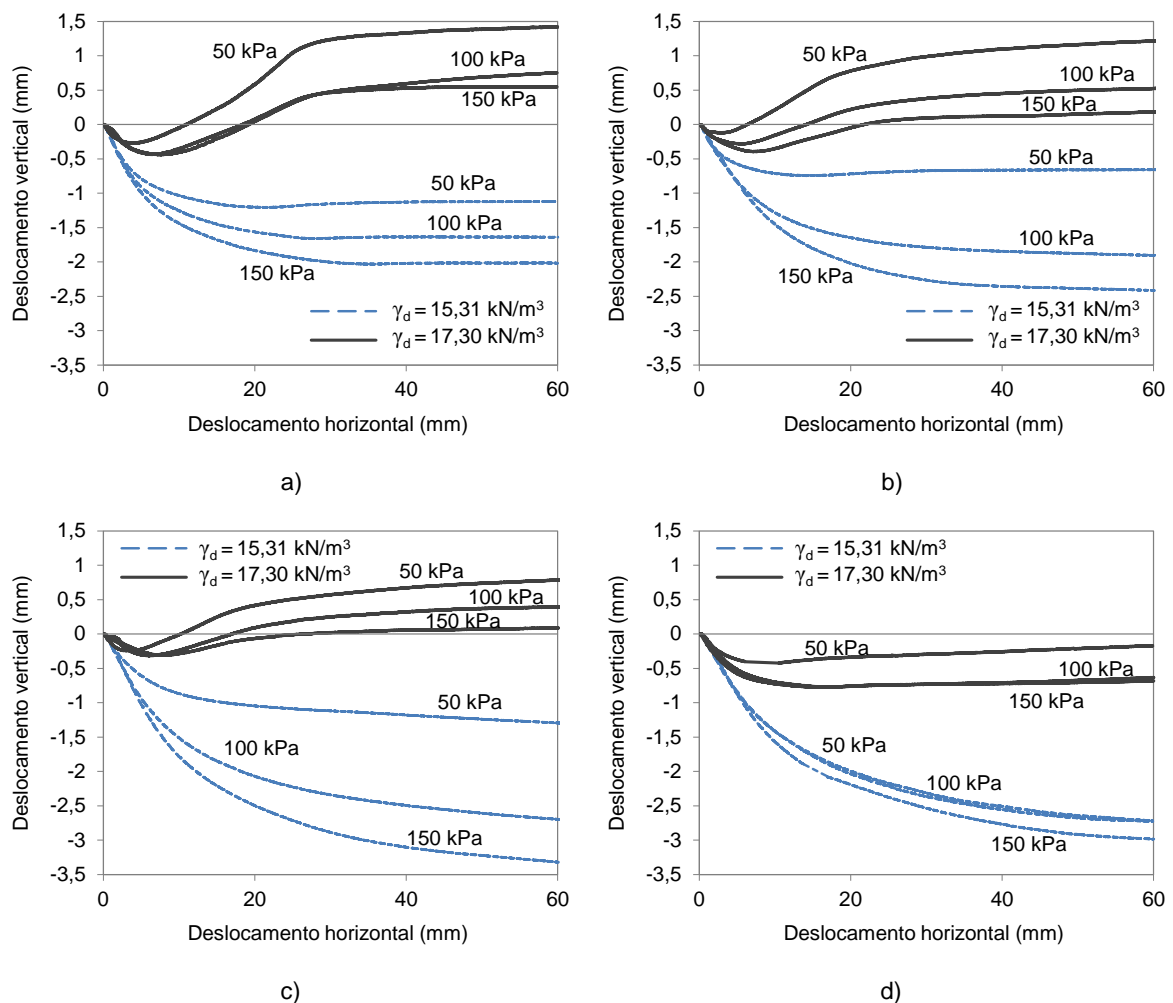 1,5
1
0,5
0
-0,5
-1
-1,5
-2
-2,5
-3
-3,5
Deslocamento vertical (mm)
50 kPa
100 kPa
150 kPa
50 kPa
100 kPa
150 kPa
γd = 15,31 kN/m³
γd = 17,30 kN/m³
0 20 40 60
Deslocamento horizontal (mm)
a)
1,5
1
0,5
0
-0,5
-1
-1,5
-2
-2,5
-3
-3,5
Deslocamento vertical (mm)
50 kPa
100 kPa
150 kPa
50 kPa
100 kPa
150 kPa
γd = 15,31 kN/m³
γd = 17,30 kN/m³
0 20 40 60
Deslocamento horizontal (mm)
b)
1,5
1
0,5
0
-0,5
-1
-1,5
-2
-2,5
-3
-3,5
Deslocamento vertical (mm)
γd = 15,31 kN/m³
γd = 17,30 kN/m³
50 kPa
100 kPa
150 kPa
50 kPa
100 kPa
150 kPa
0 20 40 60
Deslocamento horizontal (mm)
c)
1,5
1
0,5
0
-0,5
-1
-1,5
-2
-2,5
-3
-3,5
Deslocamento vertical (mm)
γd = 15,31 kN/m³
γd = 17,30 kN/m³
50 kPa
100 kPa
150 kPa
50 kPa
100 kPa
150 kPa
0 20 40 60
Deslocamento horizontal (mm)
d)